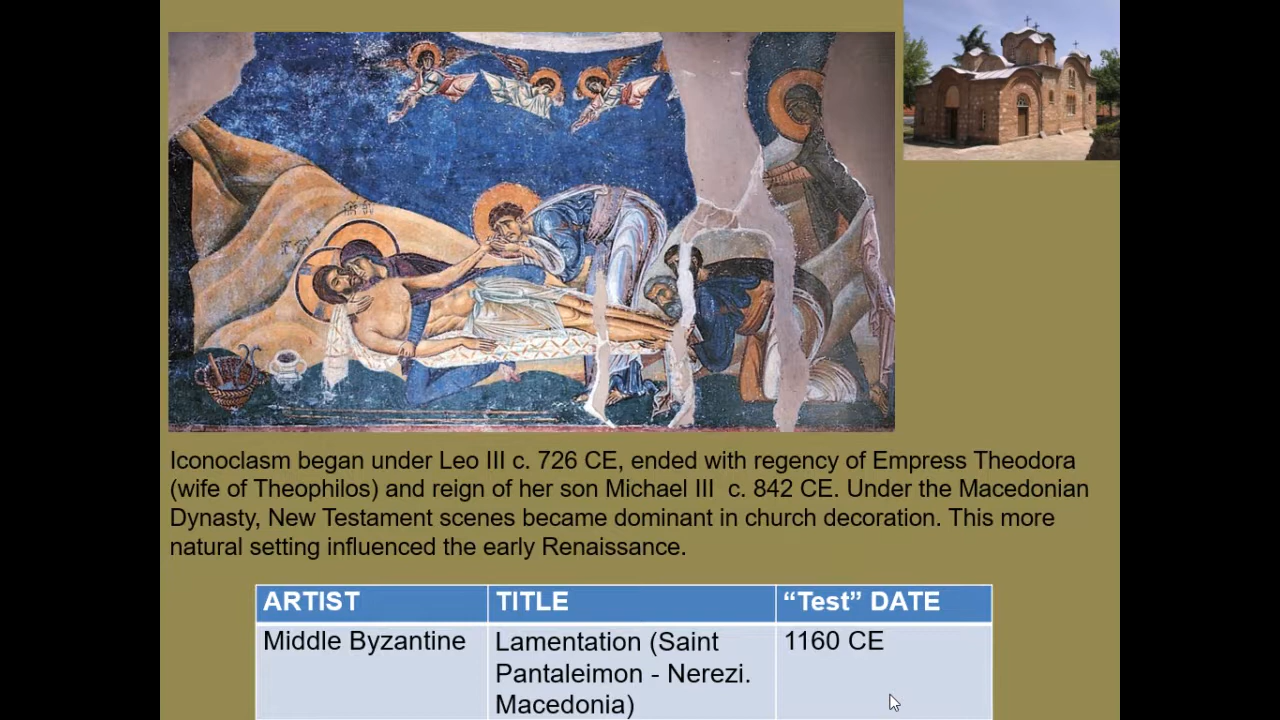 Iconoclasm began under Leo III c. 726 CE, ended with regency of Empress Theodora
(wife of Theophilos) and reign of her son Michael III  c. 842 CE. Under the Macedonian
Dynasty, New Testament scenes became dominant in church decoration. This more
natural setting influenced the early Renaissance.
ARTIST TITLE “Test” DATE
Middle Byzantine Lamentation (Saint 1160 CE
Pantaleimon - Nerezi.
Macedonia)